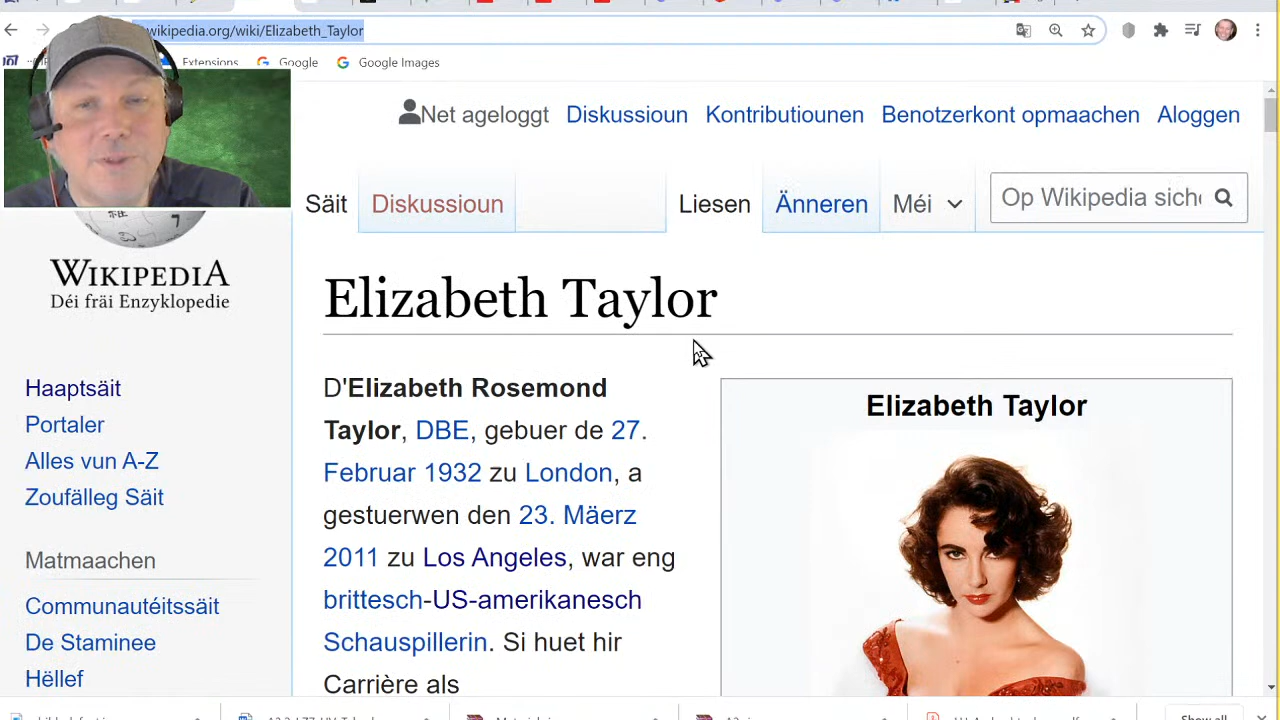 wikipedia.org/wiki/Elizabeth_Taylor
Extensions
Google
Google Images
Net ageloggt
Diskussioun
Kontributiounen
Benotzerkont opmaachen
Aloggen
Säit
Diskussioun
Liesen
Änneren
Méi
Op Wikipedia
WIKIPEDIA
Déi fräi Enzyklopedie
Haaptsäit
Portaler
Alles vun A-Z
Zoufälleg Säit
Matmaachen
Communautéitssäit
De Staminee
Hëllef
Elizabeth Taylor
D'Elizabeth Rosemond
Taylor, DBE, gebuer de 27.
Februar 1932 zu London, a
gestuerwen den 23. Mäerz
2011 zu Los Angeles, war eng
brittesch-US-amerikanesch
Schauspillerin. Si huet hir
Carrière als
Elizabeth Taylor
Show all